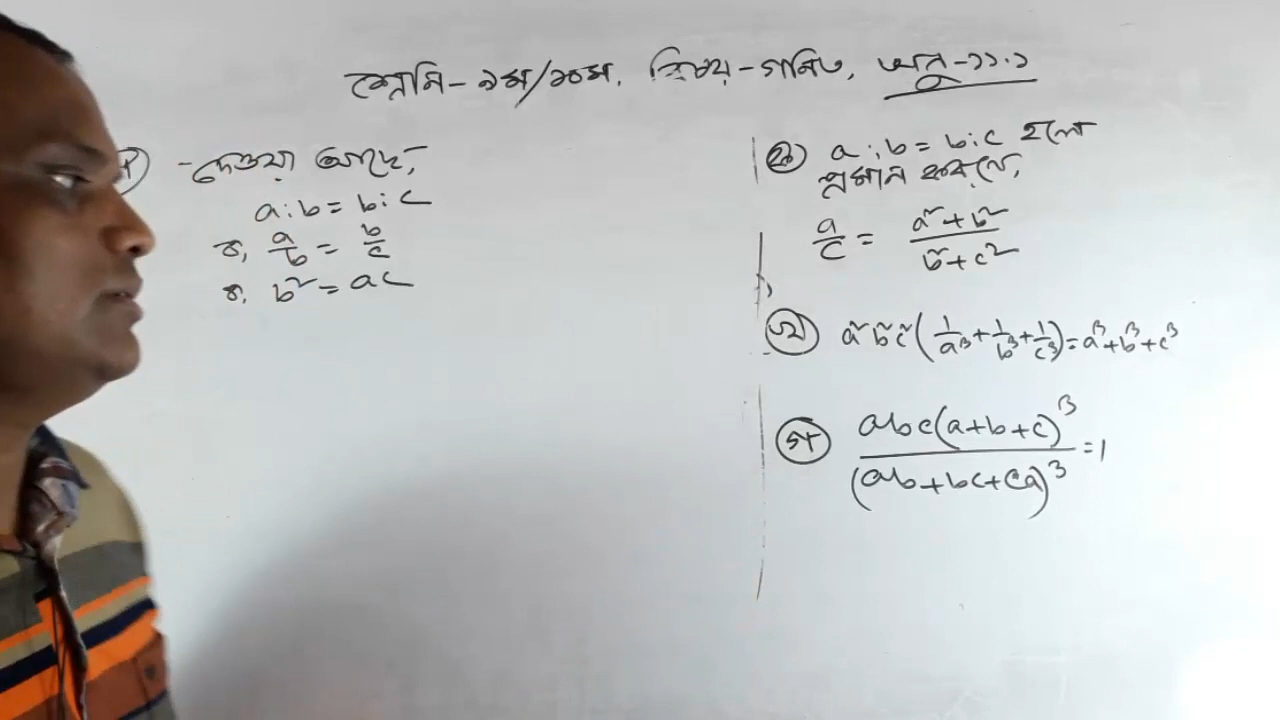 শ্রেণি-৯ম/১০ম, বিষয়-গণিত, অনু-১১.১
দেওয়া আছে,
a:b = b:c
বা, a/b = b/c
বা, b² = ac
a:b = b:c হলে
প্রমাণ কর যে,
a/c = (a²+b²)/(b²+c²)
a²b²c²(1/a³+1/b³+1/c³)=a³+b³+c³
abc(a+b+c)³/(ab+bc+ca)³ =1